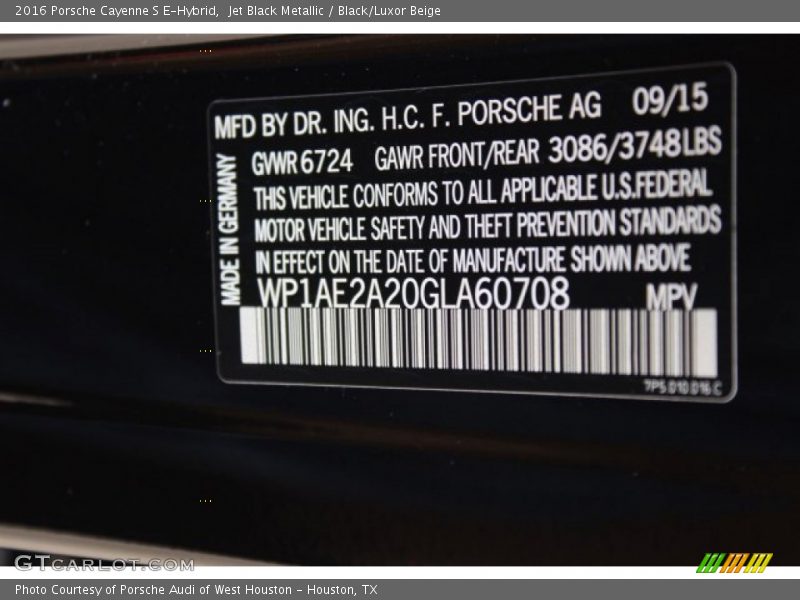 2016 Porsche Cayenne S E-Hybrid,  Jet Black Metallic / Black/Luxor Beige
MFD BY DR. ING. H.C. F. PORSCHE AG 09/15
GWR 6724 GAWR FRONT/REAR 3086/3748 LBS
THIS VEHICLE CONFORMS TO ALL APPLICABLE U.S.FEDERAL
MOTOR VEHICLE SAFETY AND THEFT PREVENTION STANDARDS
IN EFFECT ON THE DATE OF MANUFACTURE SHOWN ABOVE
MADE IN GERMANY
WP1AE2A20GLA60708 MPV
7P5 010 016 C
GTCARLOT.COM
Photo Courtesy of Porsche Audi of West Houston - Houston, TX